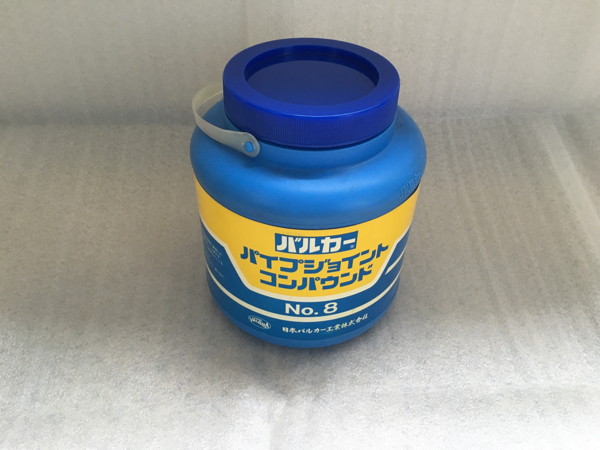 バルカー
パイプジョイント
コンパウンド
No. 8
Valqua
日本バルカー工業株式会社